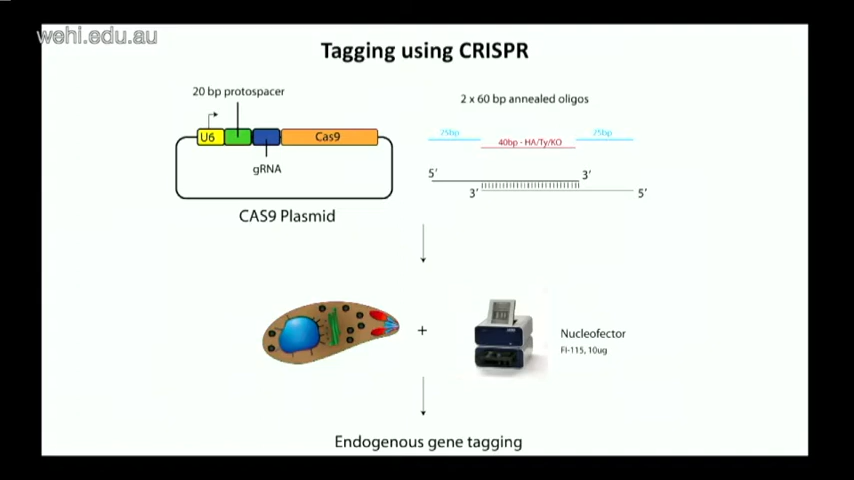 wehi.edu.au
Tagging using CRISPR
20 bp protospacer
U6
Cas9
gRNA
CAS9 Plasmid
2 x 60 bp annealed oligos
25bp
40bp - HA/Ty/KO
25bp
5'
3'
3'
5'
+
Nucleofector
FI-115, 10ug
Endogenous gene tagging